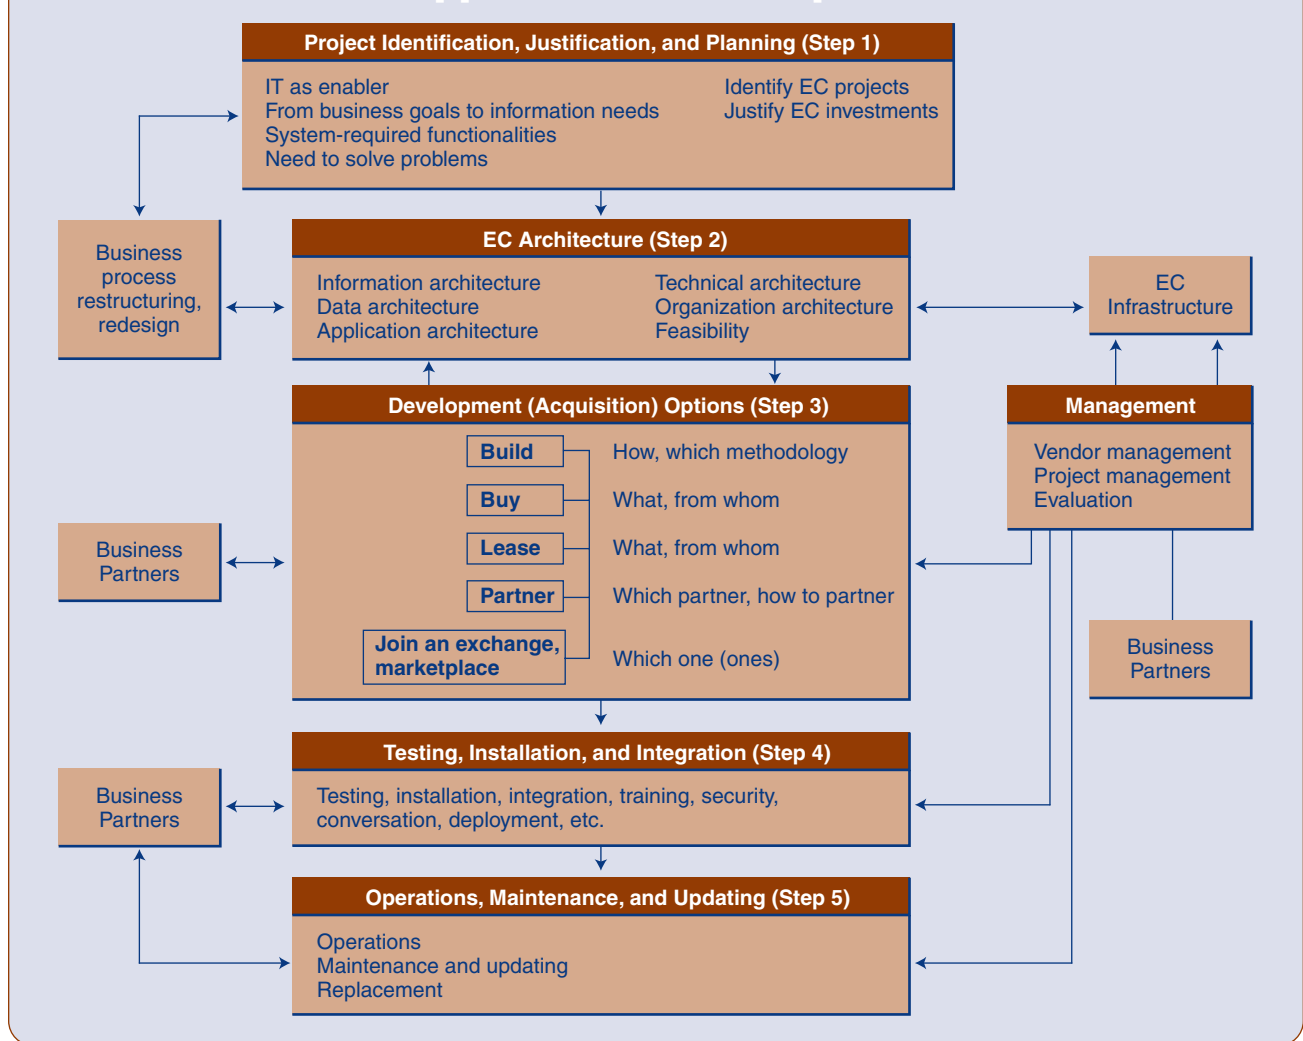 Project Identification, Justification, and Planning (Step 1)
IT as enabler
From business goals to information needs
System-required functionalities
Need to solve problems
Identify EC projects
Justify EC investments
Business
process
restructuring,
redesign
EC Architecture (Step 2)
Information architecture
Data architecture
Application architecture
Technical architecture
Organization architecture
Feasibility
EC
Infrastructure
Development (Acquisition) Options (Step 3)
Build
How, which methodology
Buy
What, from whom
Lease
What, from whom
Partner
Which partner, how to partner
Join an exchange,
marketplace
Which one (ones)
Management
Vendor management
Project management
Evaluation
Business
Partners
Business
Partners
Testing, Installation, and Integration (Step 4)
Testing, installation, integration, training, security,
conversation, deployment, etc.
Business
Partners
Operations, Maintenance, and Updating (Step 5)
Operations
Maintenance and updating
Replacement